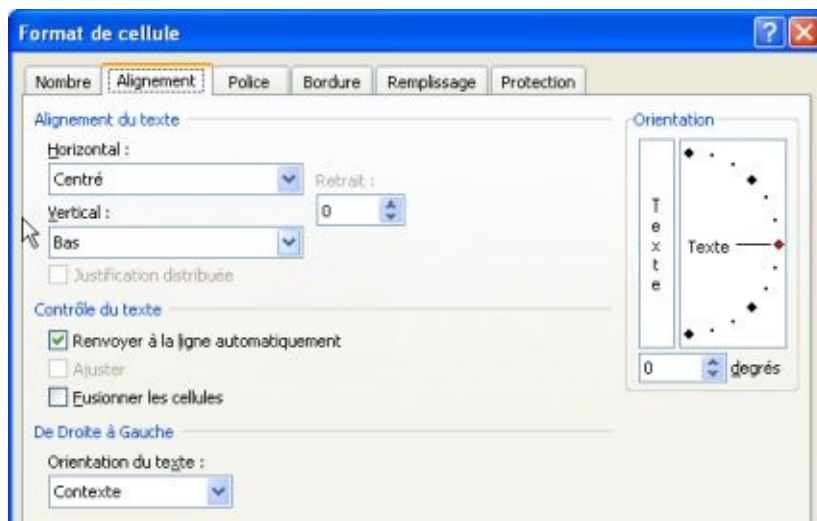 Format de cellule
Nombre Alignement Police Bordure Remplissage Protection
Alignement du texte
Horizontal :
Centré
Retrait :
0
Vertical :
Bas
Justification distribuée
Contrôle du texte
Renvoyer à la ligne automatiquement
Ajuster
Fusionner les cellules
De Droite à Gauche
Orientation du texte :
Contexte
Orientation
Texte
Texte
0 degrés